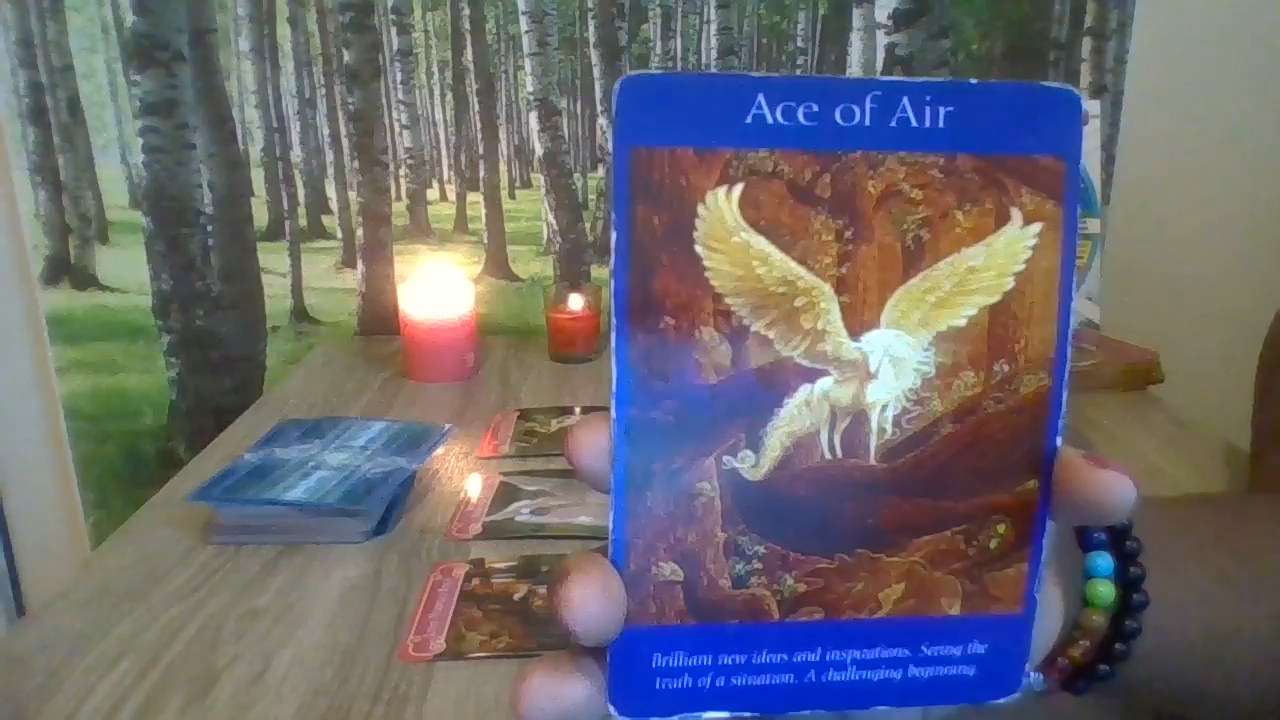 Ace of Air
Brilliant new ideas and inspirations. Seeing the
truth of a situation. A challenging beginning.